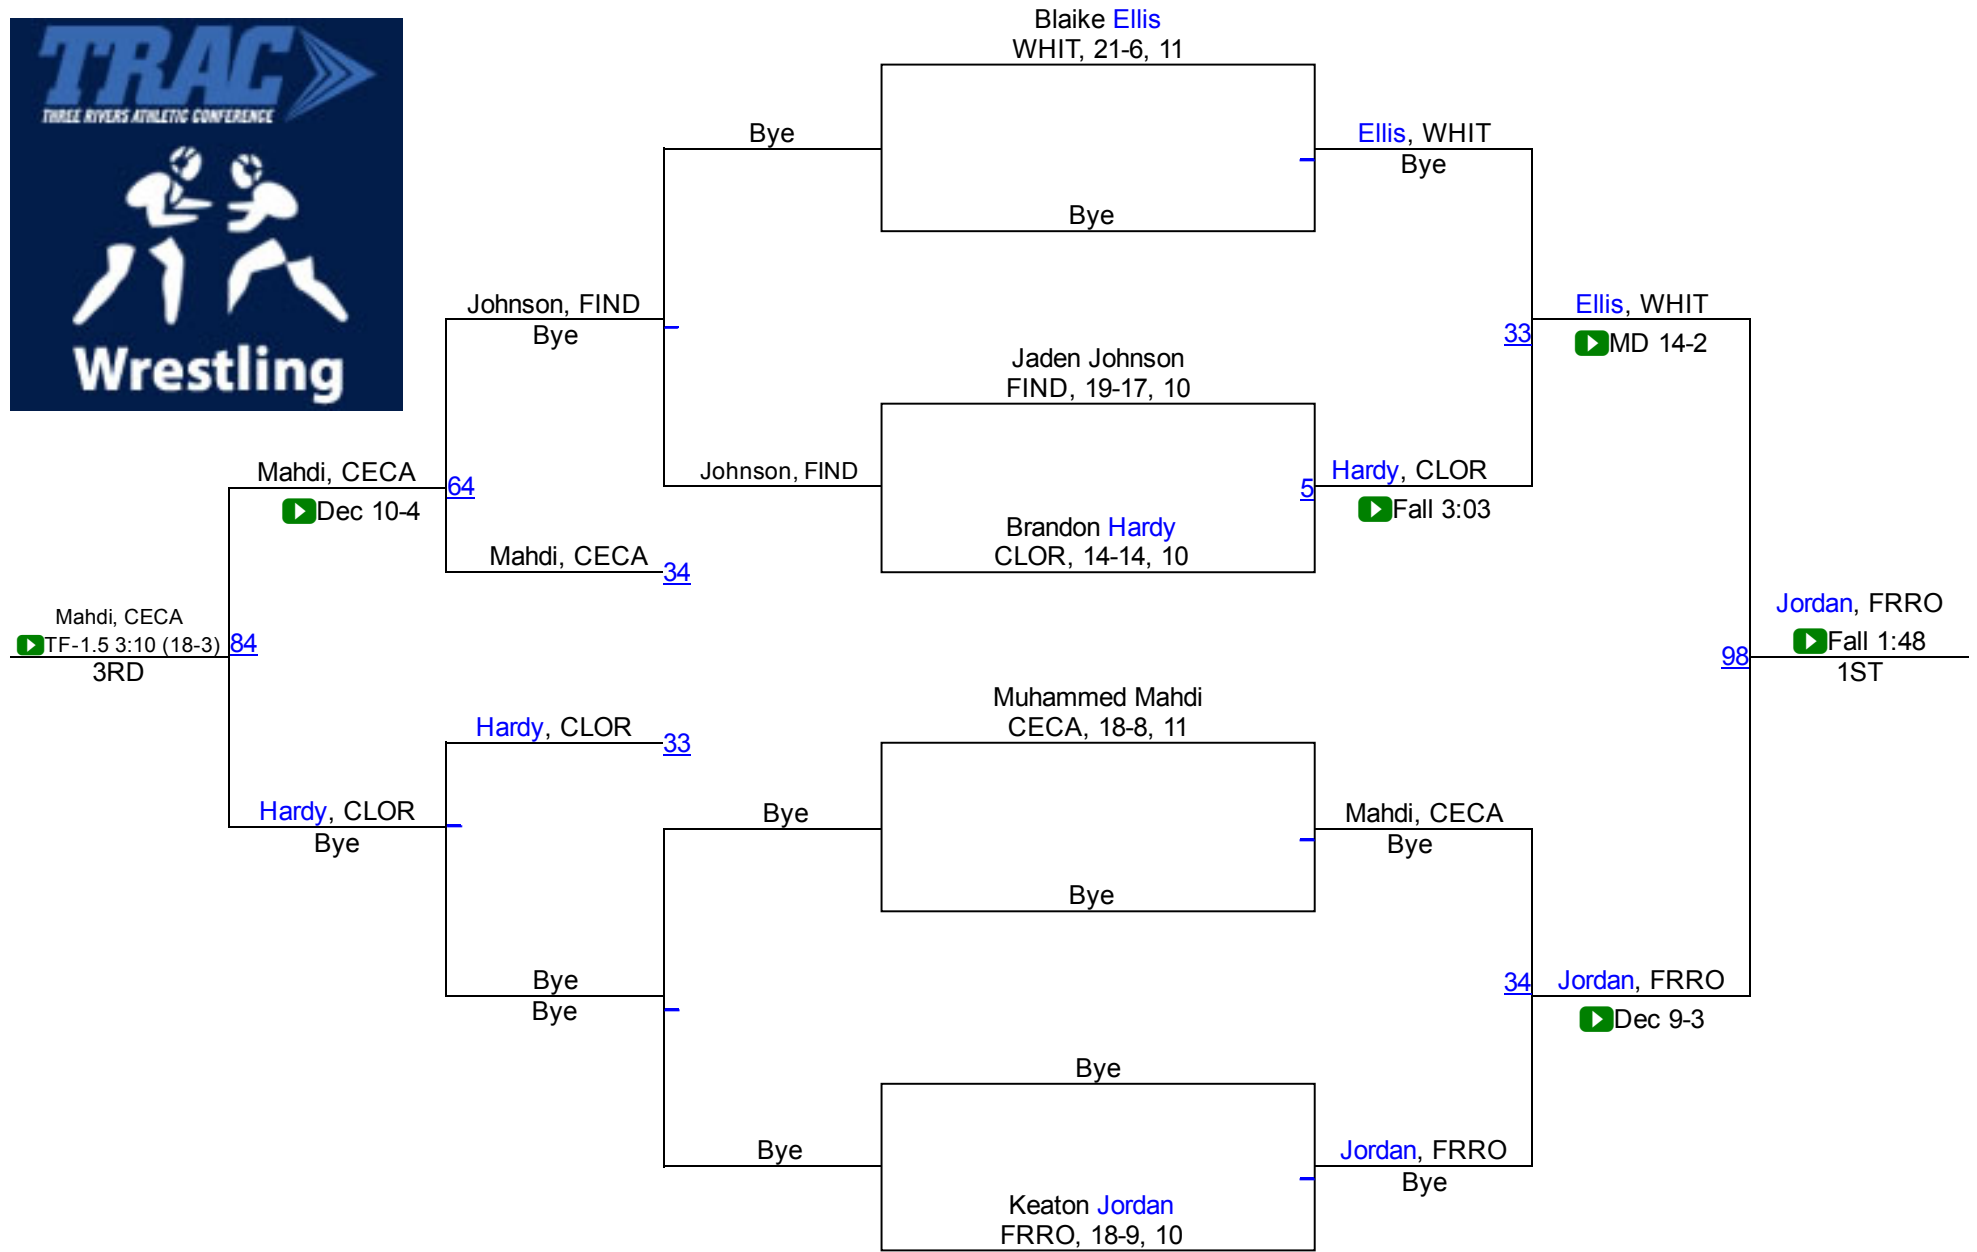 TRAC
THREE RIVERS ATHLETIC CONFERENCE
Wrestling
Blaike Ellis
WHIT, 21-6, 11
Bye
Ellis, WHIT
Bye
Bye
Johnson, FIND
Bye
Ellis, WHIT
33
MD 14-2
Jaden Johnson
FIND, 19-17, 10
Mahdi, CECA
64
Dec 10-4
Johnson, FIND
5
Hardy, CLOR
Fall 3:03
Brandon Hardy
CLOR, 14-14, 10
Mahdi, CECA
34
Mahdi, CECA
TF-1.5 3:10 (18-3)
84
3RD
Jordan, FRRO
Fall 1:48
98
1ST
Muhammed Mahdi
CECA, 18-8, 11
Hardy, CLOR
33
Hardy, CLOR
Bye
Bye
Mahdi, CECA
Bye
Bye
Bye
Bye
34
Jordan, FRRO
Dec 9-3
Bye
Bye
Jordan, FRRO
Bye
Keaton Jordan
FRRO, 18-9, 10